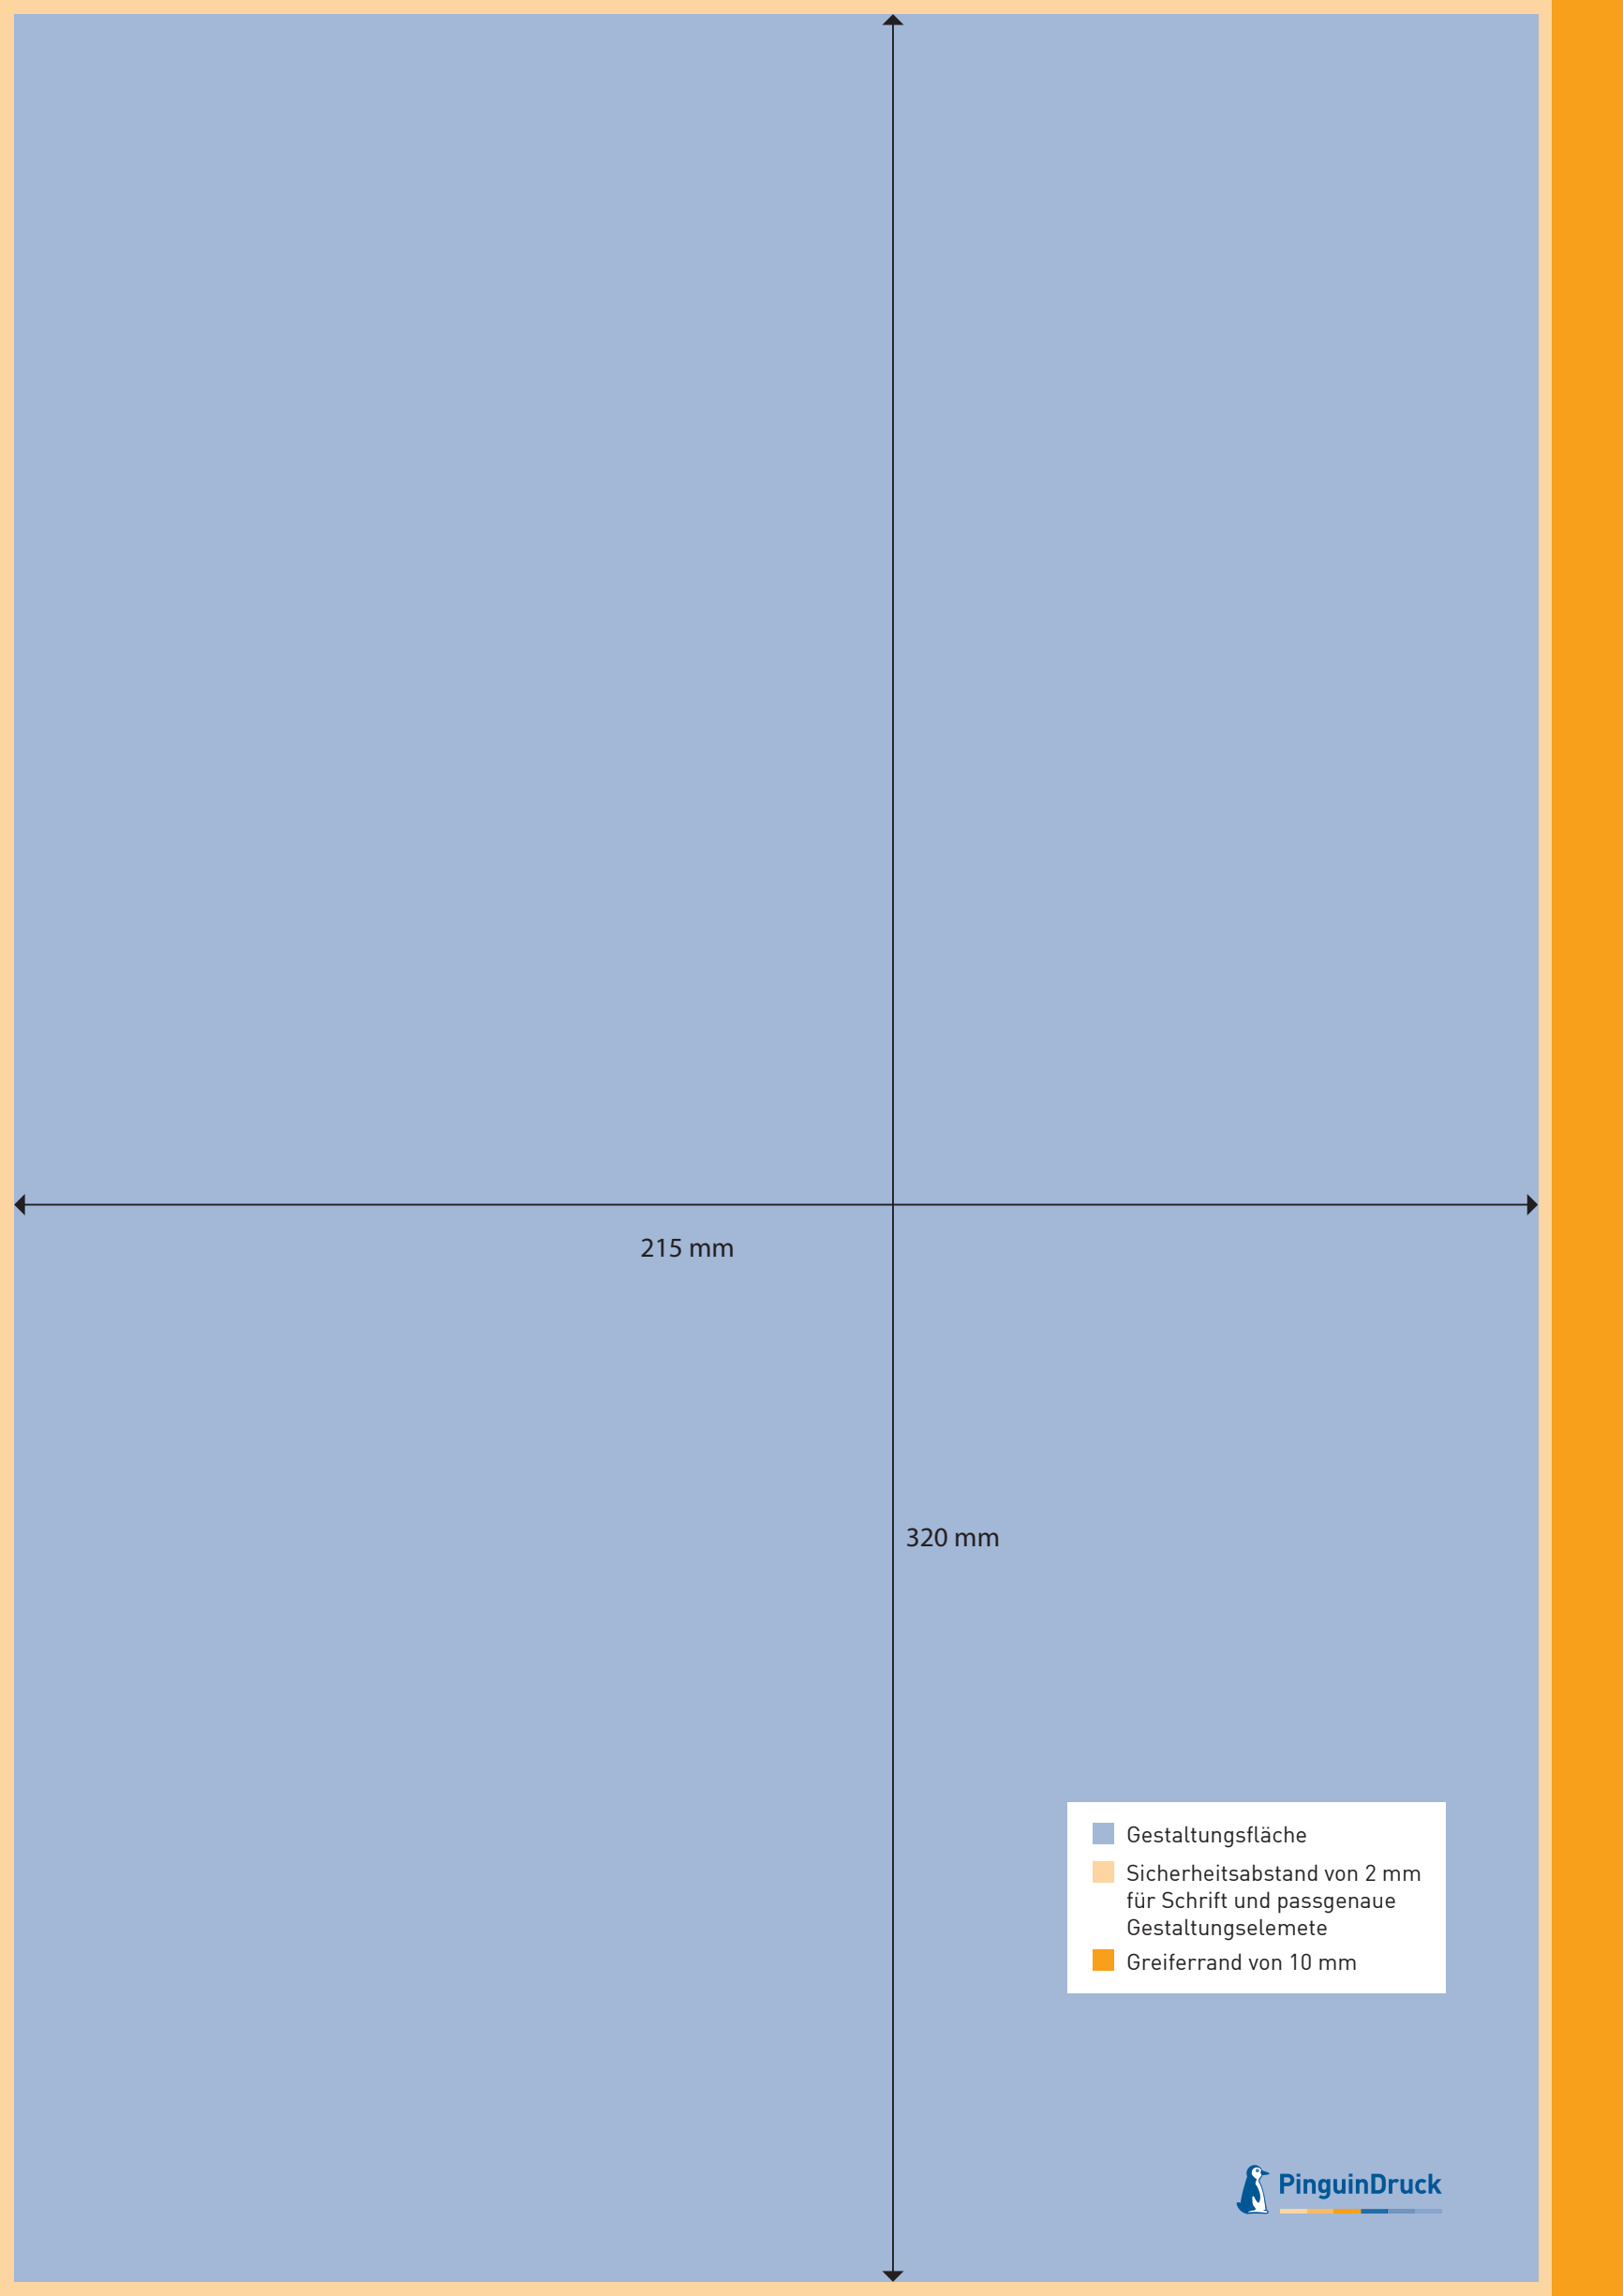 215 mm
320 mm
Gestaltungsfläche
Sicherheitsabstand von 2 mm
für Schrift und passgenaue
Gestaltungselemete
Greiferrand von 10 mm
PinguinDruck